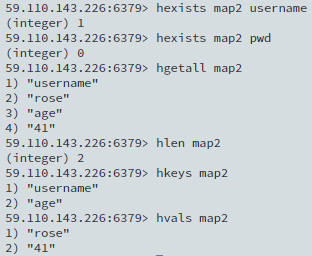 59.110.143.226:6379> hexists map2 username
(integer) 1
59.110.143.226:6379> hexists map2 pwd
(integer) 0
59.110.143.226:6379> hgetall map2
1) "username"
2) "rose"
3) "age"
4) "41"
59.110.143.226:6379> hlen map2
(integer) 2
59.110.143.226:6379> hkeys map2
1) "username"
2) "age"
59.110.143.226:6379> hvals map2
1) "rose"
2) "41"